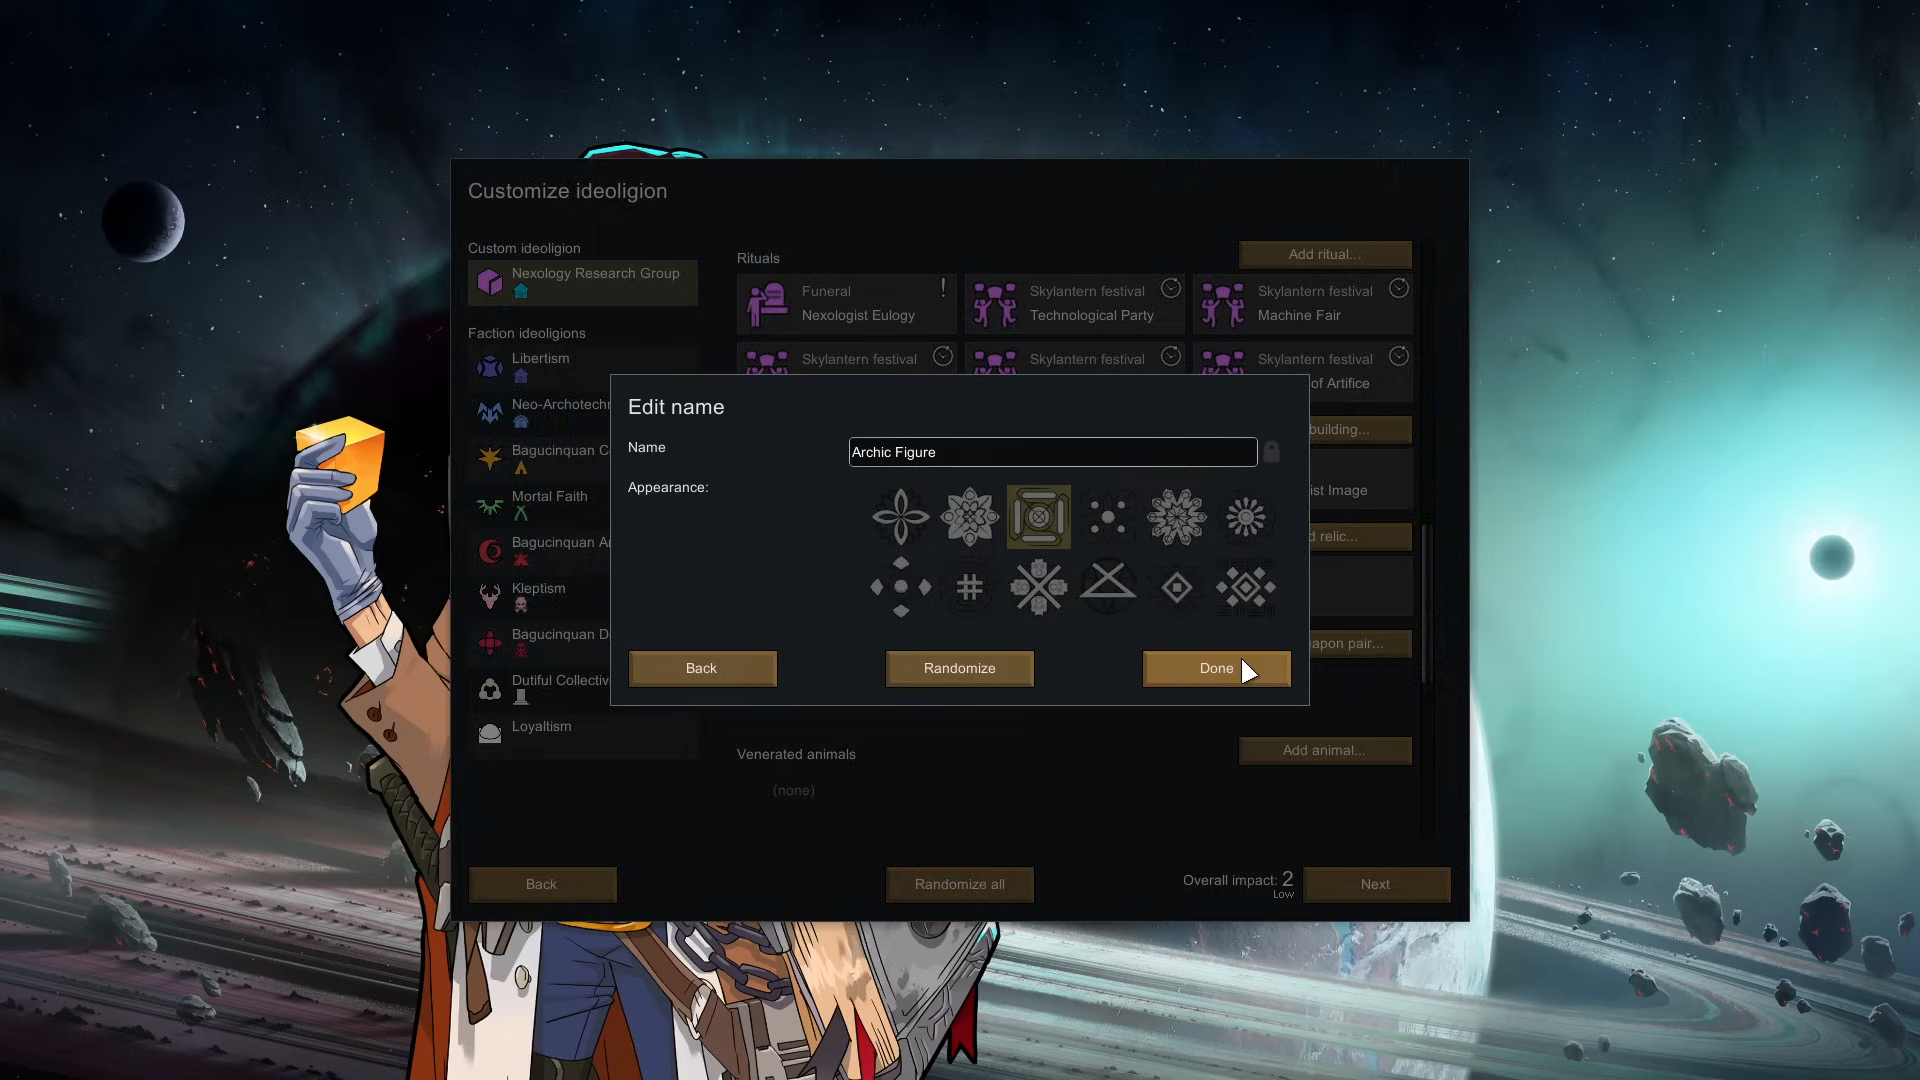 Customize ideoligion
Custom ideoligion
Nexology Research Group
Faction ideoligions
Libertism
Neo-Archotechn
Bagucinquan C
Mortal Faith
Bagucinquan A
Kleptism
Bagucinquan D
Dutiful Collectiv
Loyaltism
Rituals
Add ritual...
Funeral
Nexologist Eulogy
Skylantern festival
Technological Party
Skylantern festival
Machine Fair
Skylantern festival
Skylantern festival
Skylantern festival
of Artifice
building...
ist Image
relic...
apon pair...
Edit name
Name
Archic Figure
Appearance:
Back
Randomize
Done
Venerated animals
Add animal...
(none)
Back
Randomize all
Overall impact: 2
Low
Next